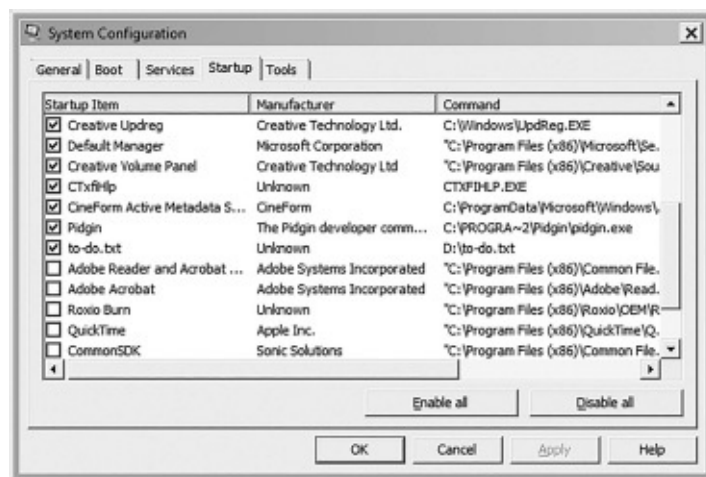 System Configuration
General Boot Services Startup Tools
Startup Item Manufacturer Command
Creative Updreg Creative Technology Ltd. C:\Windows\UpdReg.EXE
Default Manager Microsoft Corporation "C:\Program Files (x86)\Microsoft\Se.
Creative Volume Panel Creative Technology Ltd "C:\Program Files (x86)\Creative\Sou
CTxfiHlp Unknown CTXFIHLP.EXE
CineForm Active Metadata S... CineForm C:\ProgramData\Microsoft\Windows\.
Pidgin The Pidgin developer comm... C:\PROGRA~2\Pidgin\pidgin.exe
to-do.txt D:\to-do.txt
Adobe Reader and Acrobat ... Adobe Systems Incorporated "C:\Program Files (x86)\Common File.
Adobe Acrobat Adobe Systems Incorporated "C:\Program Files (x86)\Adobe\Read.
Roxio Burn Unknown "C:\Program Files (x86)\Roxio\OEM\R
QuickTime Apple Inc. "C:\Program Files (x86)\QuickTime\Q.
CommonSDK Sonic Solutions "C:\Program Files (x86)\Common File.
Enable all Disable all
OK Cancel Apply Help